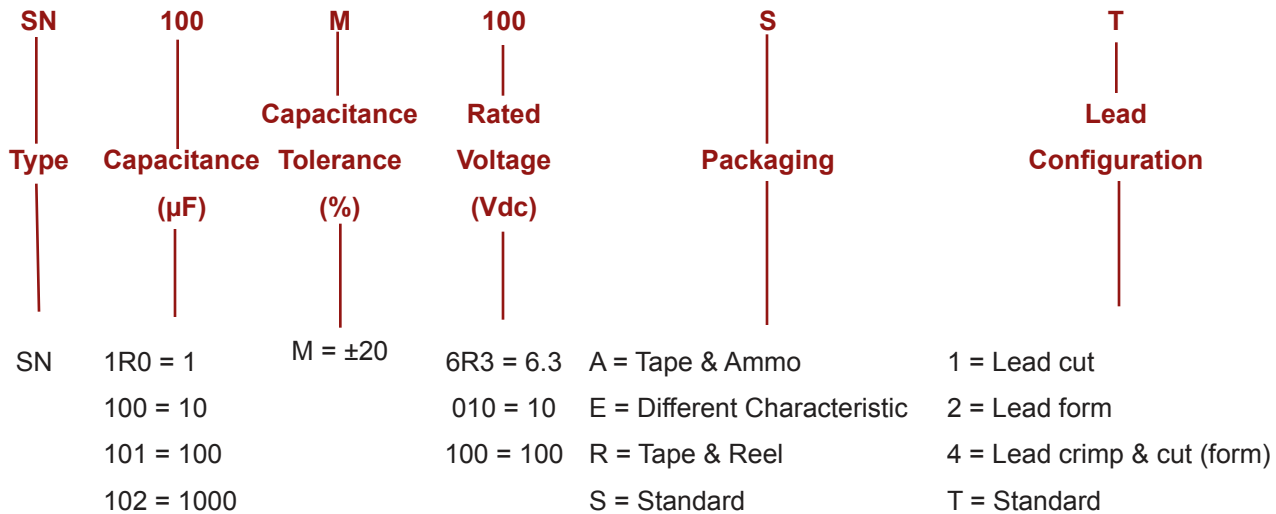 SN 100 M 100 S T
Capacitance Rated Lead
Type Capacitance Tolerance Voltage Packaging Configuration
(µF) (%) (Vdc)
SN 1R0 = 1 M = ±20 6R3 = 6.3 A = Tape & Ammo 1 = Lead cut
100 = 10 010 = 10 E = Different Characteristic 2 = Lead form
101 = 100 100 = 100 R = Tape & Reel 4 = Lead crimp & cut (form)
102 = 1000 S = Standard T = Standard